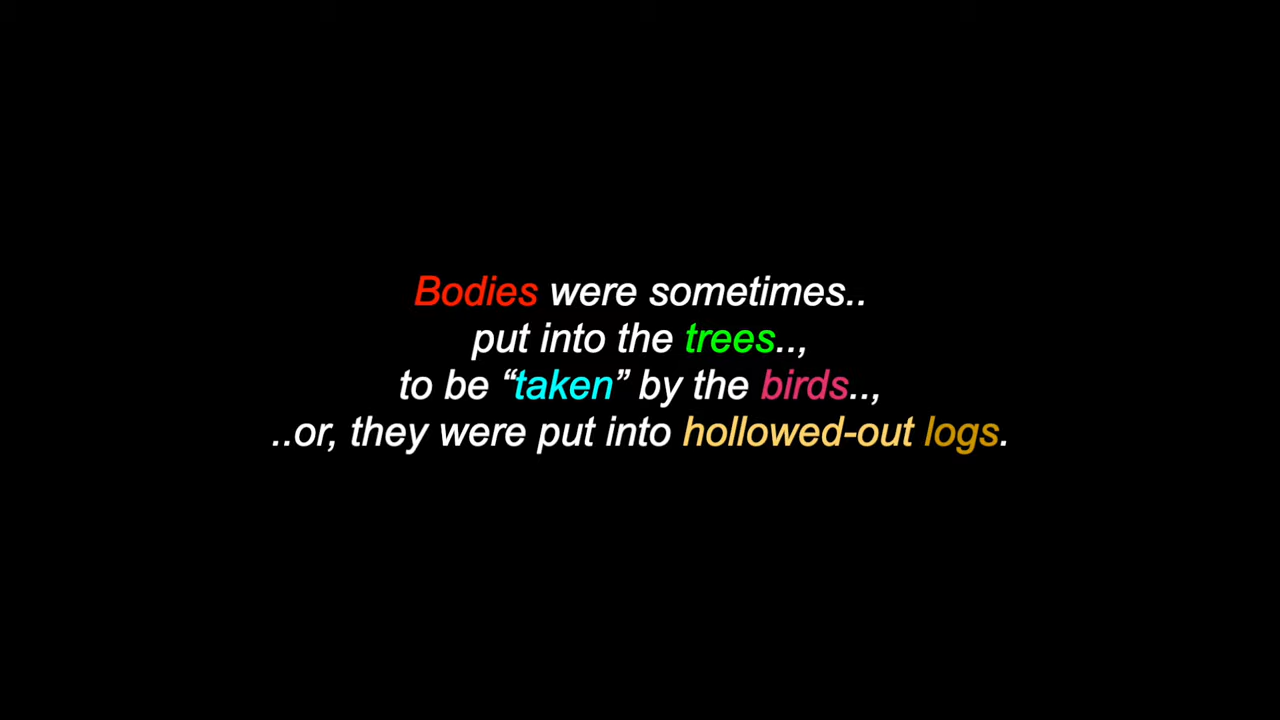 Bodies were sometimes..
put into the trees..,
to be “taken” by the birds..,
..or, they were put into hollowed-out logs.